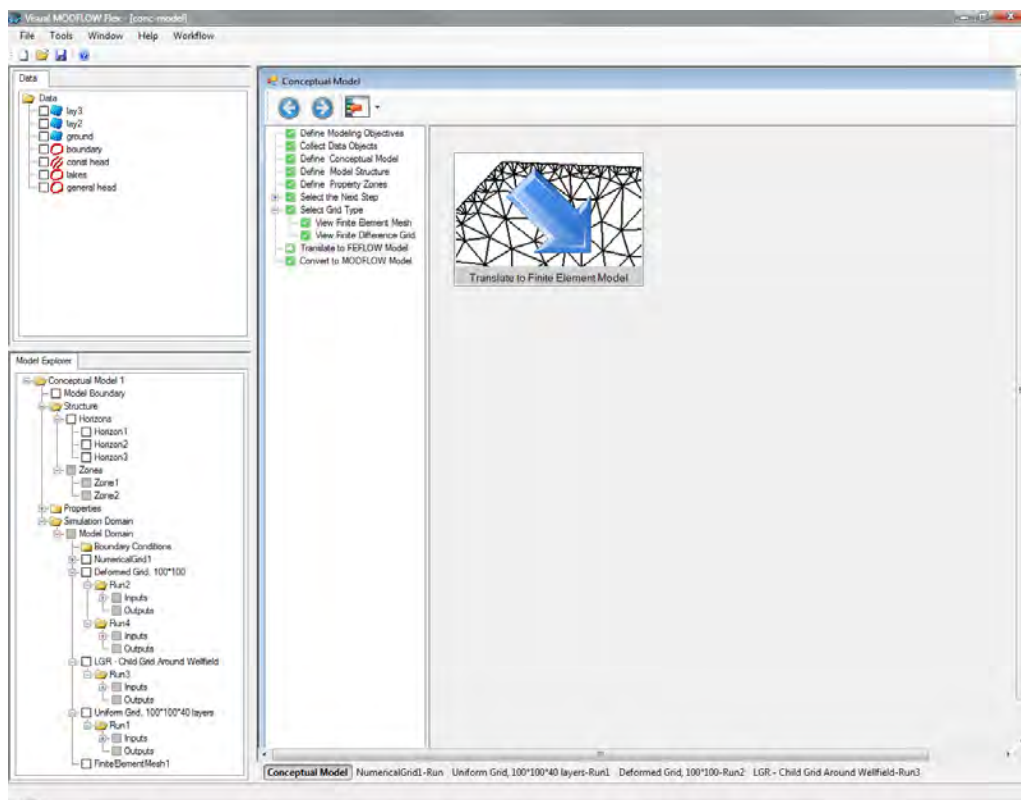 Visual MODFLOW Flex - [conc-model]
File Tools Window Help Workflow
Data
Data
lay3
lay2
ground
boundary
const head
lakes
general head
Model Explorer
Conceptual Model 1
Model Boundary
Structure
Horizons
Horizon1
Horizon2
Horizon3
Zones
Zone1
Zone2
Properties
Simulation Domain
Model Domain
Boundary Conditions
NumericalGrid1
Deformed Grid, 100*100
Run2
Inputs
Outputs
Run4
Inputs
Outputs
LGR - Child Grid Around Wellfield
Run3
Inputs
Outputs
Uniform Grid, 100*100*40 layers
Run1
Inputs
Outputs
FiniteElementMesh1
Conceptual Model
Define Modeling Objectives
Collect Data Objects
Define Conceptual Model
Define Model Structure
Define Property Zones
Select the Next Step
Select Grid Type
View Finite Element Mesh
View Finite Difference Grid
Translate to FEFLOW Model
Convert to MODFLOW Model
Translate to Finite Element Model
Conceptual Model NumericalGrid1-Run Uniform Grid, 100*100*40 layers-Run1 Deformed Grid, 100*100-Run2 LGR - Child Grid Around Wellfield-Run3